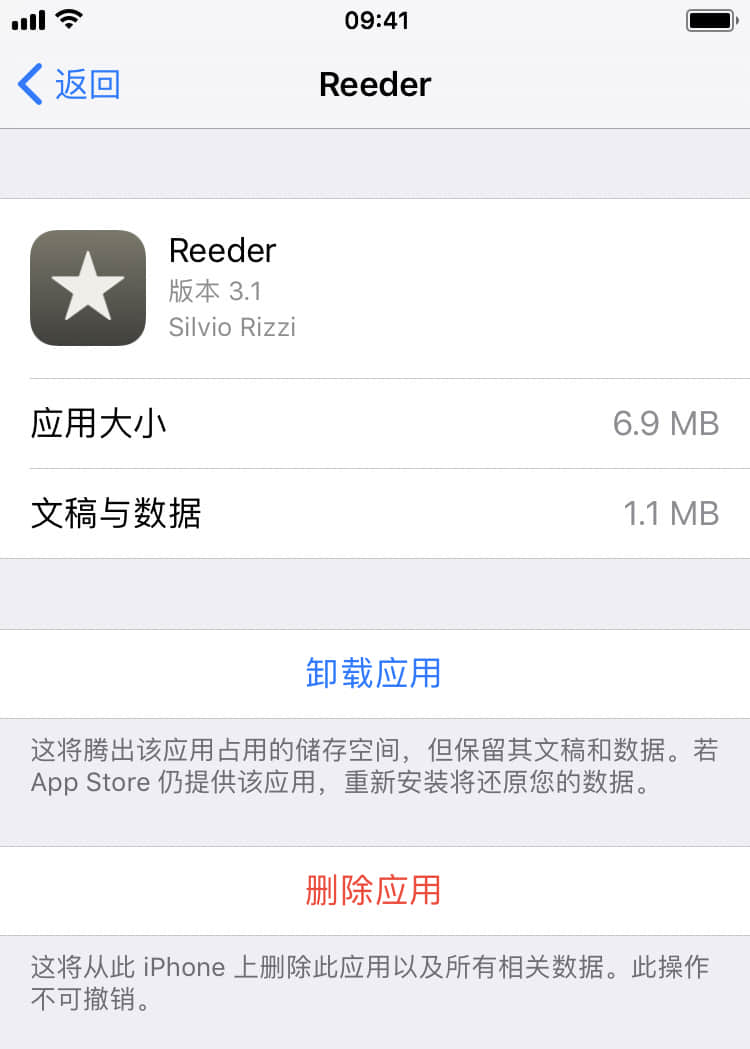 09:41
返回
Reeder
Reeder
版本 3.1
Silvio Rizzi
应用大小 6.9 MB
文稿与数据 1.1 MB
卸载应用
这将腾出该应用占用的储存空间，但保留其文稿和数据。若
App Store 仍提供该应用，重新安装将还原您的数据。
删除应用
这将从此 iPhone 上删除此应用以及所有相关数据。此操作
不可撤销。